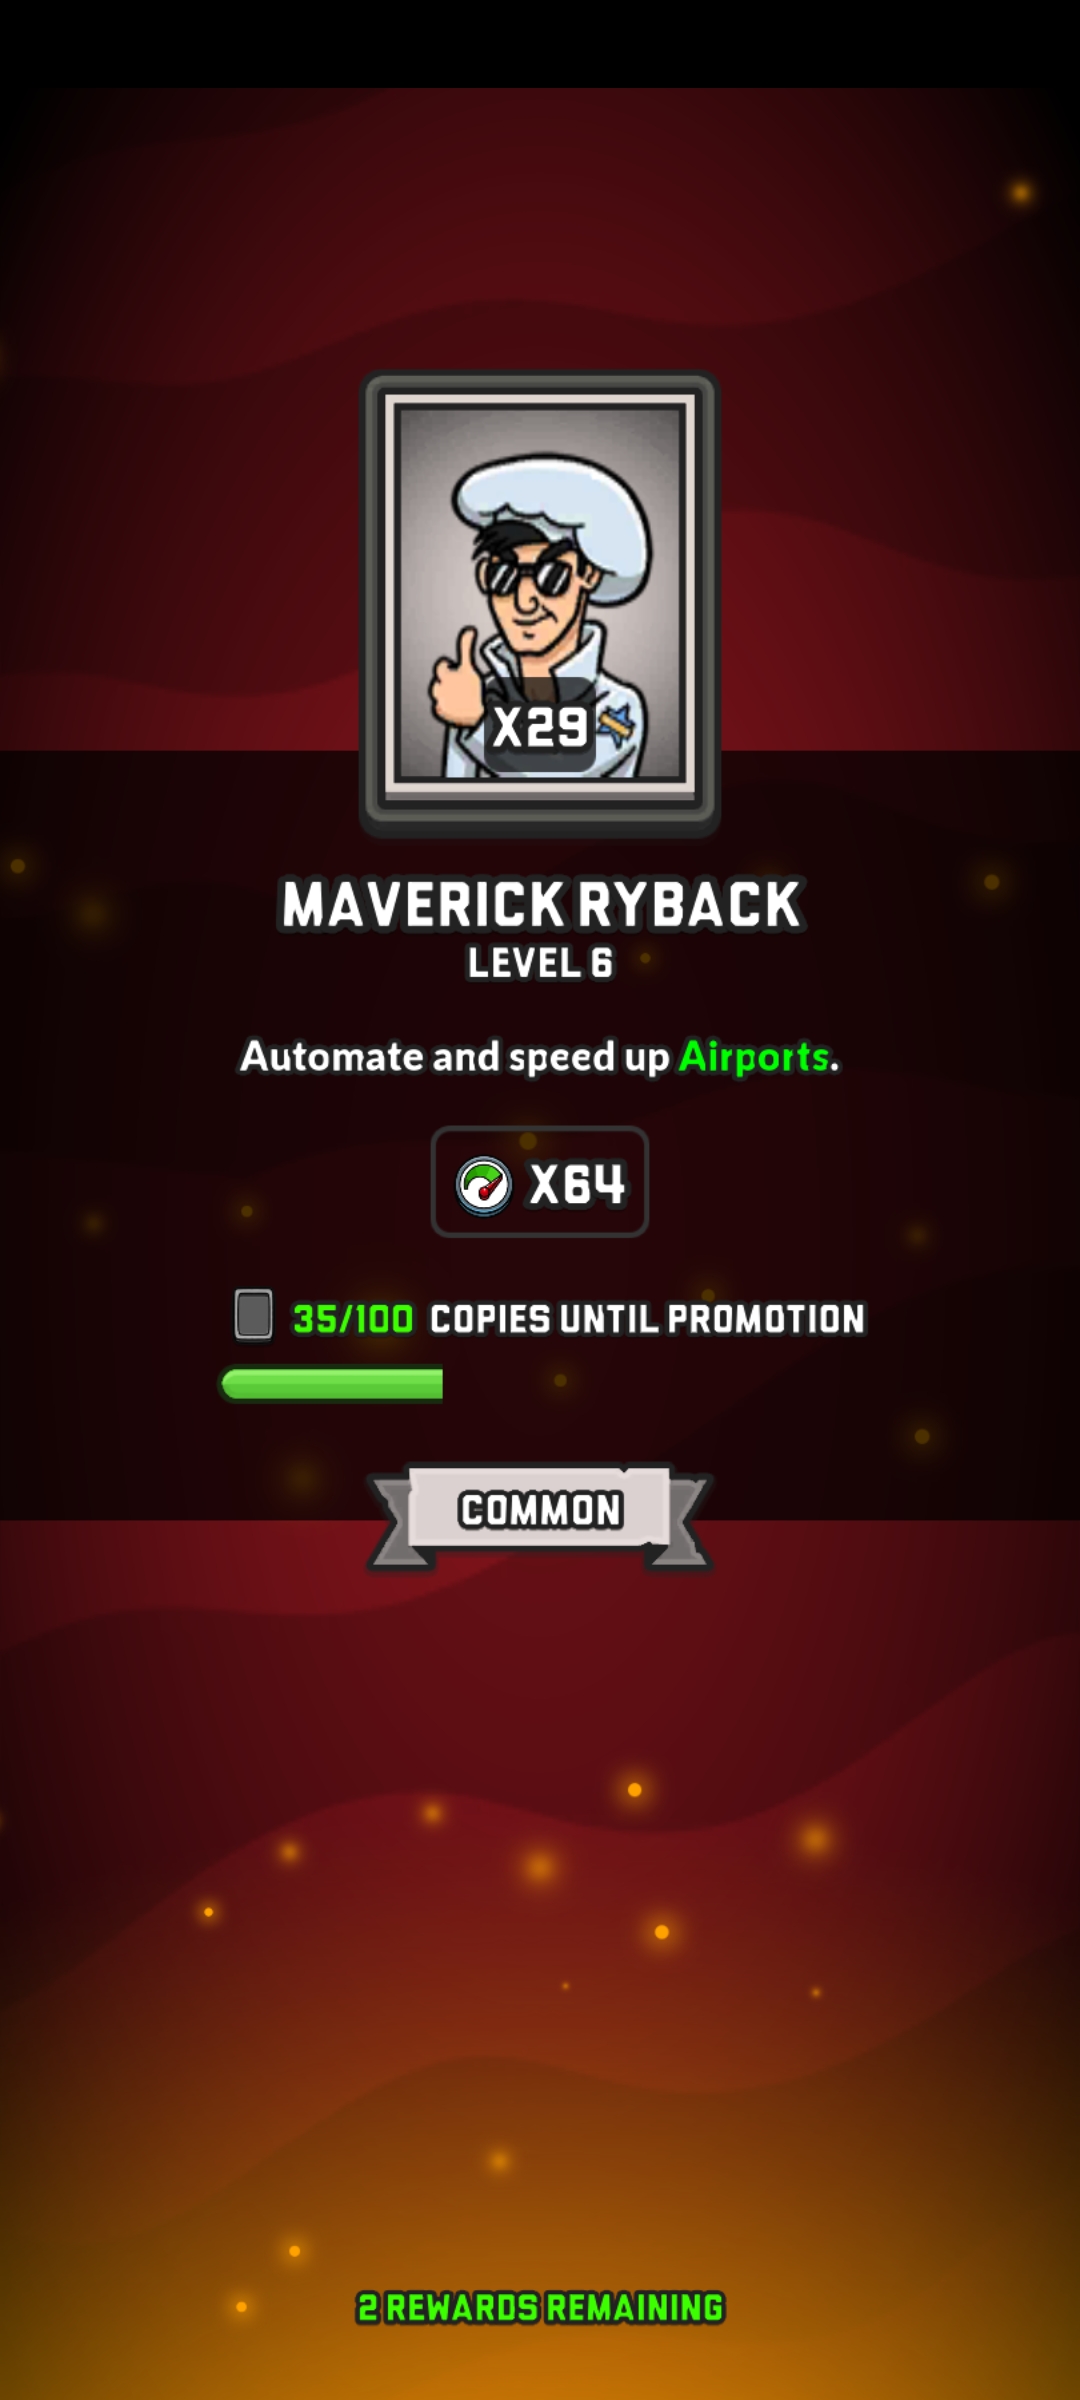 X29
MAVERICK RYBACK
LEVEL 6
Automate and speed up Airports.
X64
35/100 COPIES UNTIL PROMOTION
COMMON
2 REWARDS REMAINING